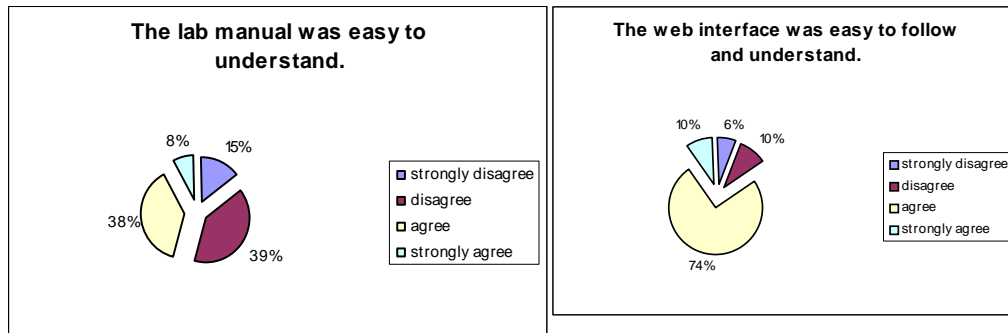 The lab manual was easy to
understand.
8%
15%
38%
39%
strongly disagree
disagree
agree
strongly agree
The web interface was easy to follow
and understand.
10%
6%
10%
74%
strongly disagree
disagree
agree
strongly agree